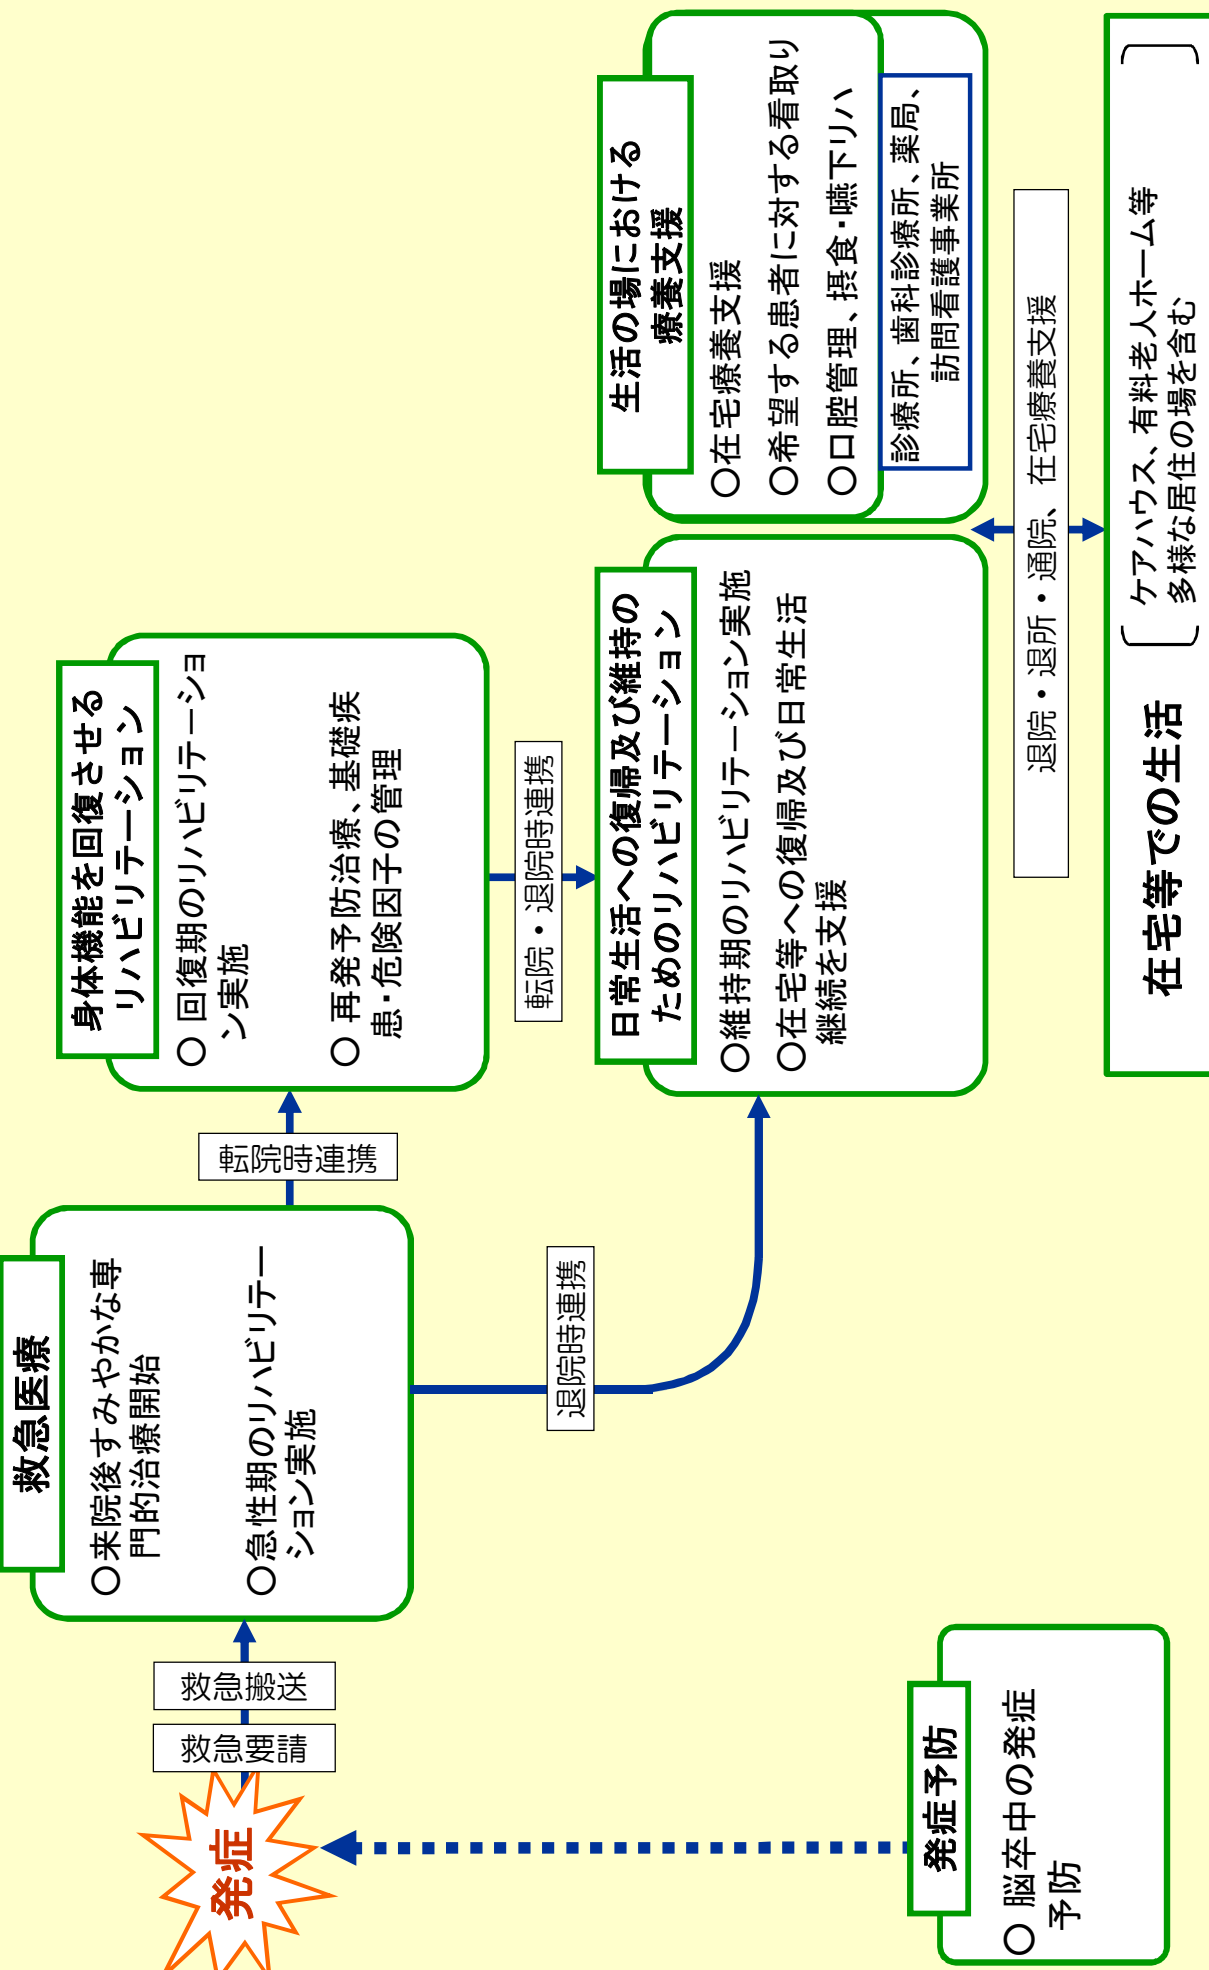 発症
救急要請
救急搬送
救急医療
○来院後すみやかな専
門的治療開始
○急性期のリハビリテー
ション実施
転院時連携
身体機能を回復させる
リハビリテーション
○ 回復期のリハビリテーショ
ン実施
○ 再発予防治療、基礎疾
患・危険因子の管理
転院・退院時連携
退院時連携
日常生活への復帰及び維持の
ためのリハビリテーション
○維持期のリハビリテーション実施
○在宅等への復帰及び日常生活
継続を支援
生活の場における
療養支援
○在宅療養支援
○希望する患者に対する看取り
○口腔管理、摂食・嚥下リハ
診療所、歯科診療所、薬局、
訪問看護事業所
退院・退所・通院、在宅療養支援
発症予防
○ 脳卒中の発症
予防
在宅等での生活
ケアハウス、有料老人ホーム等
多様な居住の場を含む